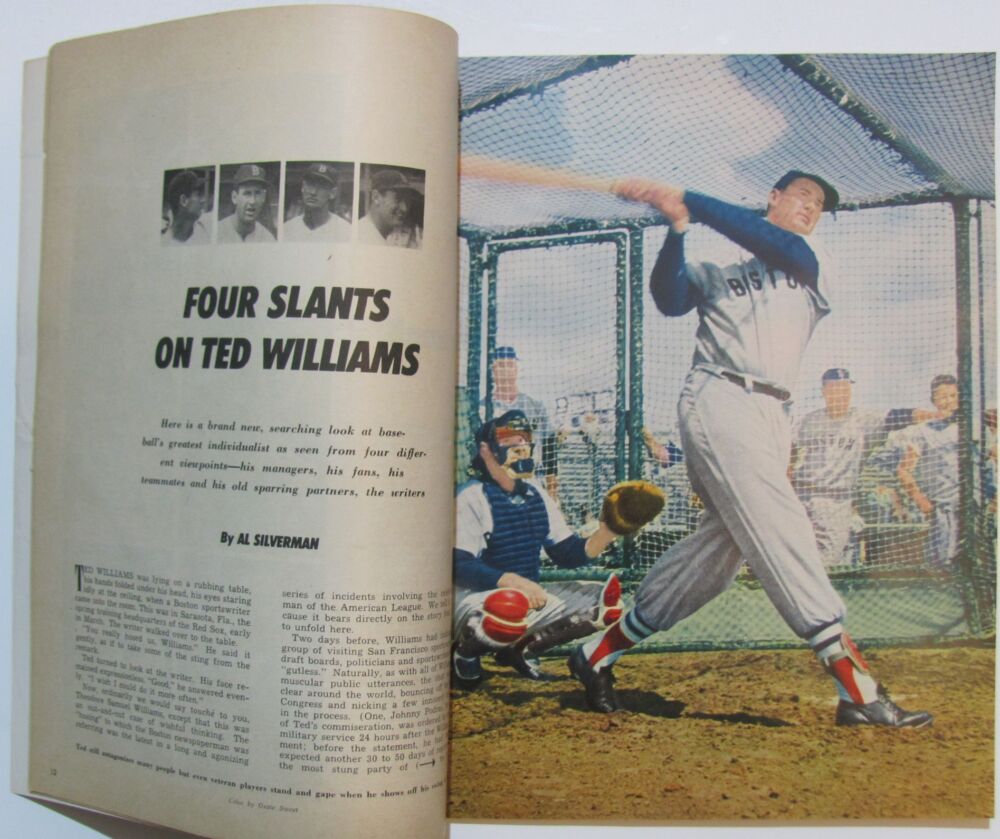 FOUR SLANTS
ON TED WILLIAMS
Here is a brand new, searching look at base-
ball's greatest individualist as seen from four differ-
ent viewpoints—his managers, his fans, his
teammates and his old sparring partners, the writers
By AL SILVERMAN
TED WILLIAMS was lying on a rubbing table,
his hands folded under his head, his eyes staring
idly at the ceiling, when a Boston sportswriter
came into the room. This was in Sarasota, Fla., the
spring training headquarters of the Red Sox, early
in March. The writer walked over to the table.
"You really used us, Williams." He said it
gently, as if to take some of the sting from the
remark.
Ted turned to look at the writer. His face re-
mained expressionless. "Good," he answered even-
ly. "I wish I could do it more often."
Now, ordinarily we would say touché to you,
Theodore Samuel Williams, except that this was
an out-and-out case of wishful thinking. The
"using" to which the Boston newspaperman was
referring was the latest in a long and agonizing
series of incidents involving the
man of the American League. We
cause it bears directly on the story
to unfold here.
Two days before, Williams had
group of visiting San Francisco
draft boards, politicians and
"gutless." Naturally, as with all of
muscular public utterances, the
clear around the world, bouncing off
Congress and nicking a few
in the process. (One, Johnny Podres,
of Ted's commiseration, was ordered
military service 24 hours after the
ment; before the statement, he
expected another 30 to 50 days of
the most stung party of (→
Ted still antagonizes many people but even veteran players stand and gape when he shows off his
12
Color by Ozzie Sweet
BOSTON